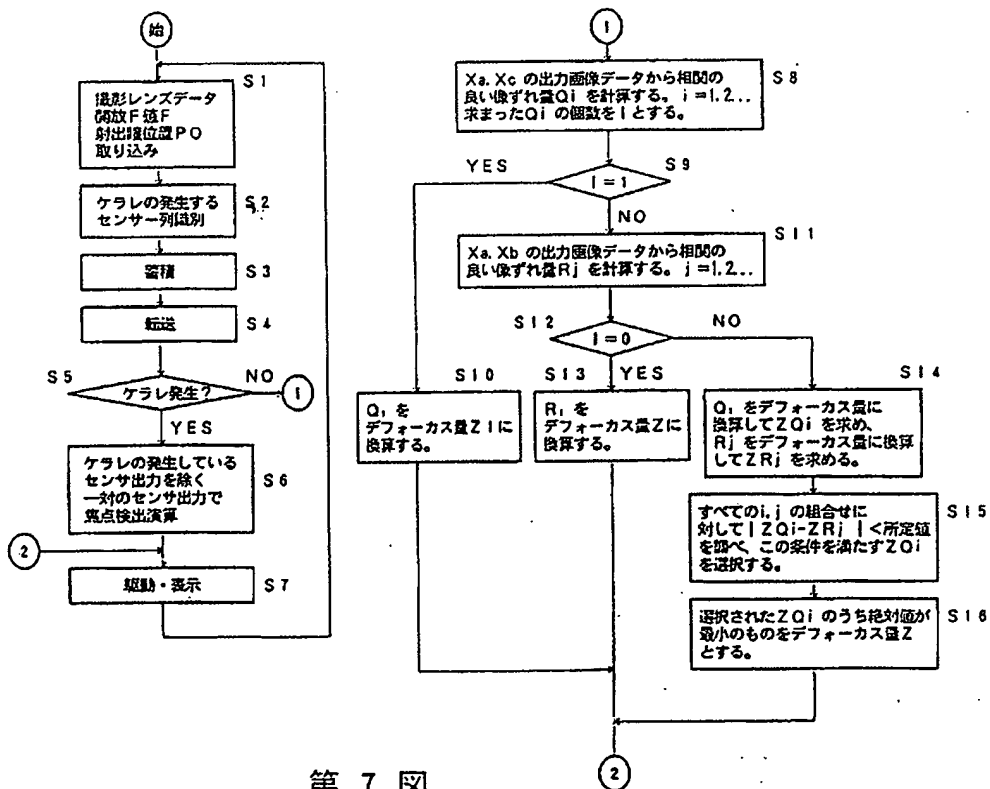 始
S1
撮影レンズデータ
開放F値F
射出瞳位置PO
取り込み
ケラレの発生する
センサー列識別
S2
蓄積
S3
転送
S4
S5
ケラレ発生?
NO
1
YES
ケラレの発生している
センサ出力を除く
一対のセンサ出力で
焦点検出演算
S6
2
駆動・表示
S7
1
Xa. Xc の出力画像データから相関の
良い像ずれ量Qi を計算する。 i =1.2...
求まったQi の個数をIとする。
S8
YES
S9
I=1
NO
S11
Xa. Xb の出力画像データから相関の
良い像ずれ量Rj を計算する。 j =1.2...
S12
I=0
NO
S10
Q₁ を
デフォーカス量Z1に
換算する。
S13
YES
R₁ を
デフォーカス量Zに
換算する。
S14
Q₁ をデフォーカス量に
換算してZQi を求め、
Rj をデフォーカス量に換算
してZRj を求める。
すべてのi.j の組合せに
対して|ZQi-ZRj|<所定値
を調べ、この条件を満たすZQi
を選択する。
S15
選択されたZQi のうち絶対値が
最小のものをデフォーカス量Z
とする。
S16
2
第 7 図